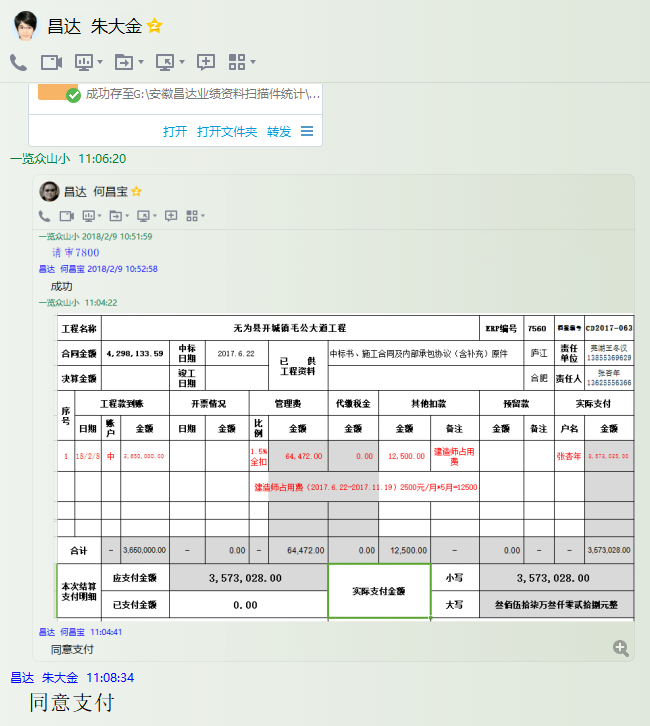 昌达 朱大金
成功存至G:\安徽昌达业绩资料扫描件统计\...
打开 打开文件夹 转发
一览众山小 11:06:20
昌达 何昌宝
一览众山小 2018/2/9 10:51:59
请审7800
昌达 何昌宝 2018/2/9 10:52:58
成功
一览众山小 11:04:22
工程名称 无为县开城镇毛公大道工程 ERP编号 7560 档案编号 CD2017-063
合同金额 4,298,133.59 中标日期 2017.6.22 已 供工程资料 中标书、施工合同及内部承包协议（含补充）原件 庐江 责任单位 芜湖王冬汉 13855369629
决算金额 竣工日期 合肥 责任人 张杏年 13625556366
序号 工程款到账 开票情况 管理费 代缴税金 其他扣款 预留款 实际支付
日期 账户 金额 日期 金额 比例 金额 金额 金额 备注 金额 备注 户名 金额
1 18/2/8 中 3,650,000.00 1.5%全扣 64,472.00 0.00 12,500.00 建造师占用费 张杏年 3,573,028.00
建造师占用费（2017.6.22-2017.11.19）2500元/月*5月=12500
合计 - 3,650,000.00 - 0.00 - 64,472.00 0.00 12,500.00 - 0.00 - - 3,573,028.00
本次结算支付明细 应支付金额 3,573,028.00 实际支付金额 小写 3,573,028.00
已支付金额 0.00 大写 叁佰伍拾柒万叁仟零贰拾捌元整
昌达 何昌宝 11:04:41
同意支付
昌达 朱大金 11:08:34
同意支付